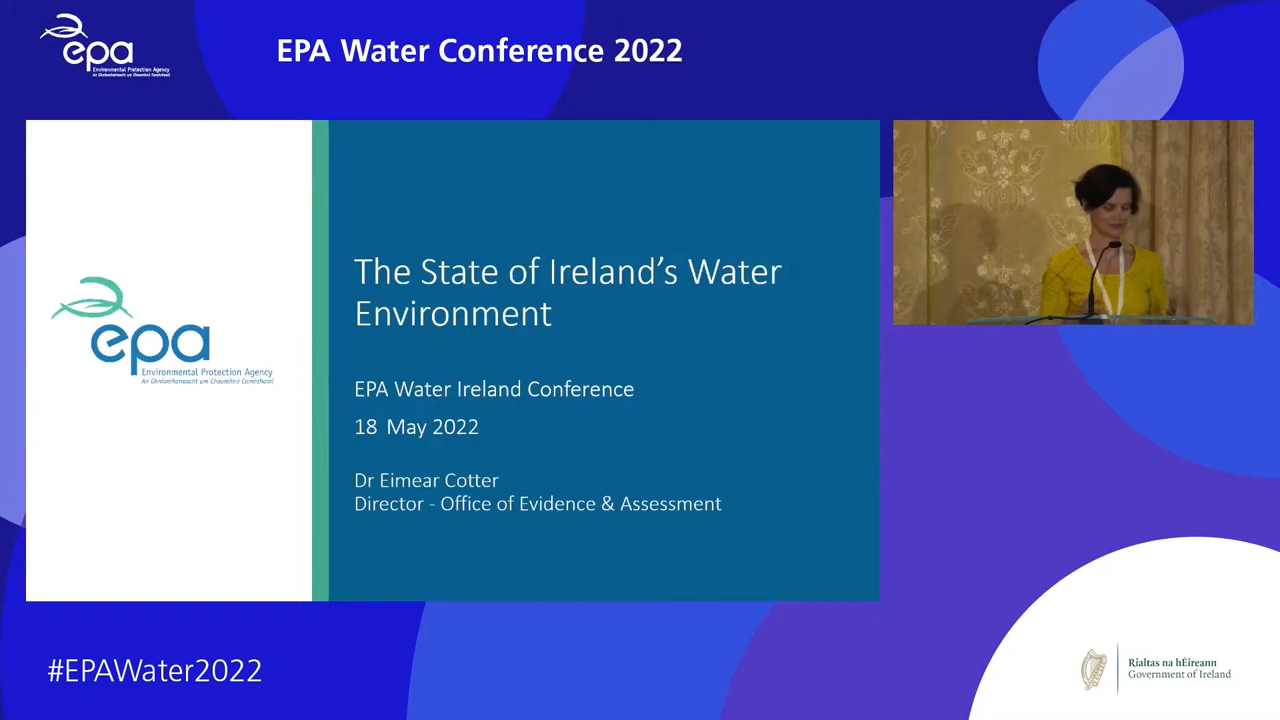 epa
Environmental Protection Agency
An Ghníomhaireacht um Chaomhnú Comhshaoil
EPA Water Conference 2022
The State of Ireland's Water
Environment
epa
Environmental Protection Agency
An Ghníomhaireacht um Chaomhnú Comhshaoil
EPA Water Ireland Conference
18 May 2022
Dr Eimear Cotter
Director - Office of Evidence & Assessment
#EPAWater2022
Rialtas na hÉireann
Government of Ireland